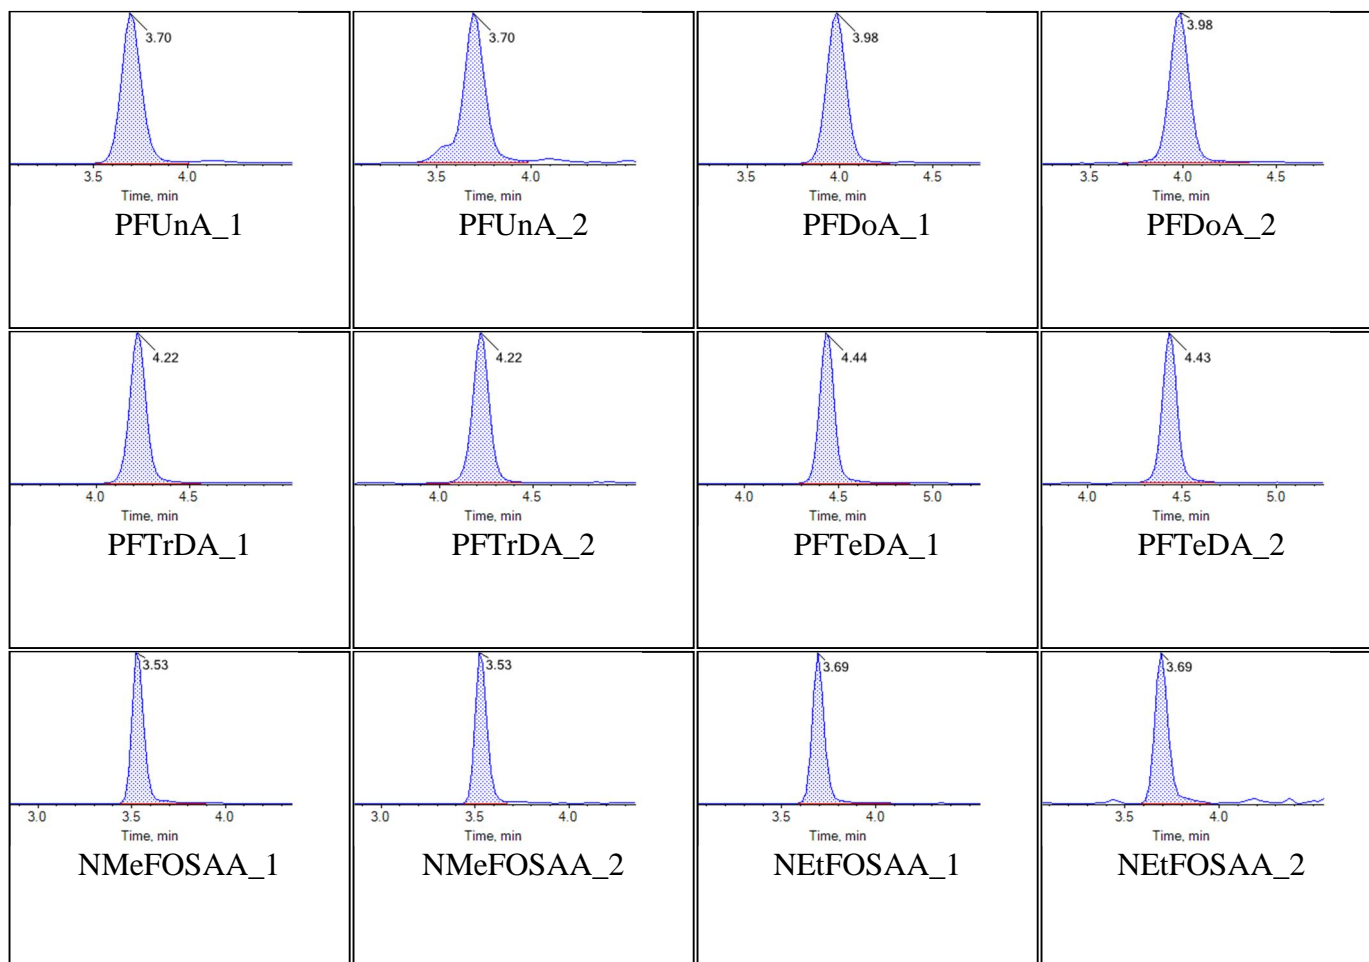 3.70
3.5 4.0
Time, min
PFUnA_1
3.70
3.5 4.0
Time, min
PFUnA_2
3.98
3.5 4.0 4.5
Time, min
PFDoA_1
3.98
3.5 4.0 4.5
Time, min
PFDoA_2
4.22
4.0 4.5
Time, min
PFTrDA_1
4.22
4.0 4.5
Time, min
PFTrDA_2
4.44
4.0 4.5 5.0
Time, min
PFTeDA_1
4.43
4.0 4.5 5.0
Time, min
PFTeDA_2
3.53
3.0 3.5 4.0
Time, min
NMeFOSAA_1
3.53
3.0 3.5 4.0
Time, min
NMeFOSAA_2
3.69
3.5 4.0
Time, min
NEtFOSAA_1
3.69
3.5 4.0
Time, min
NEtFOSAA_2